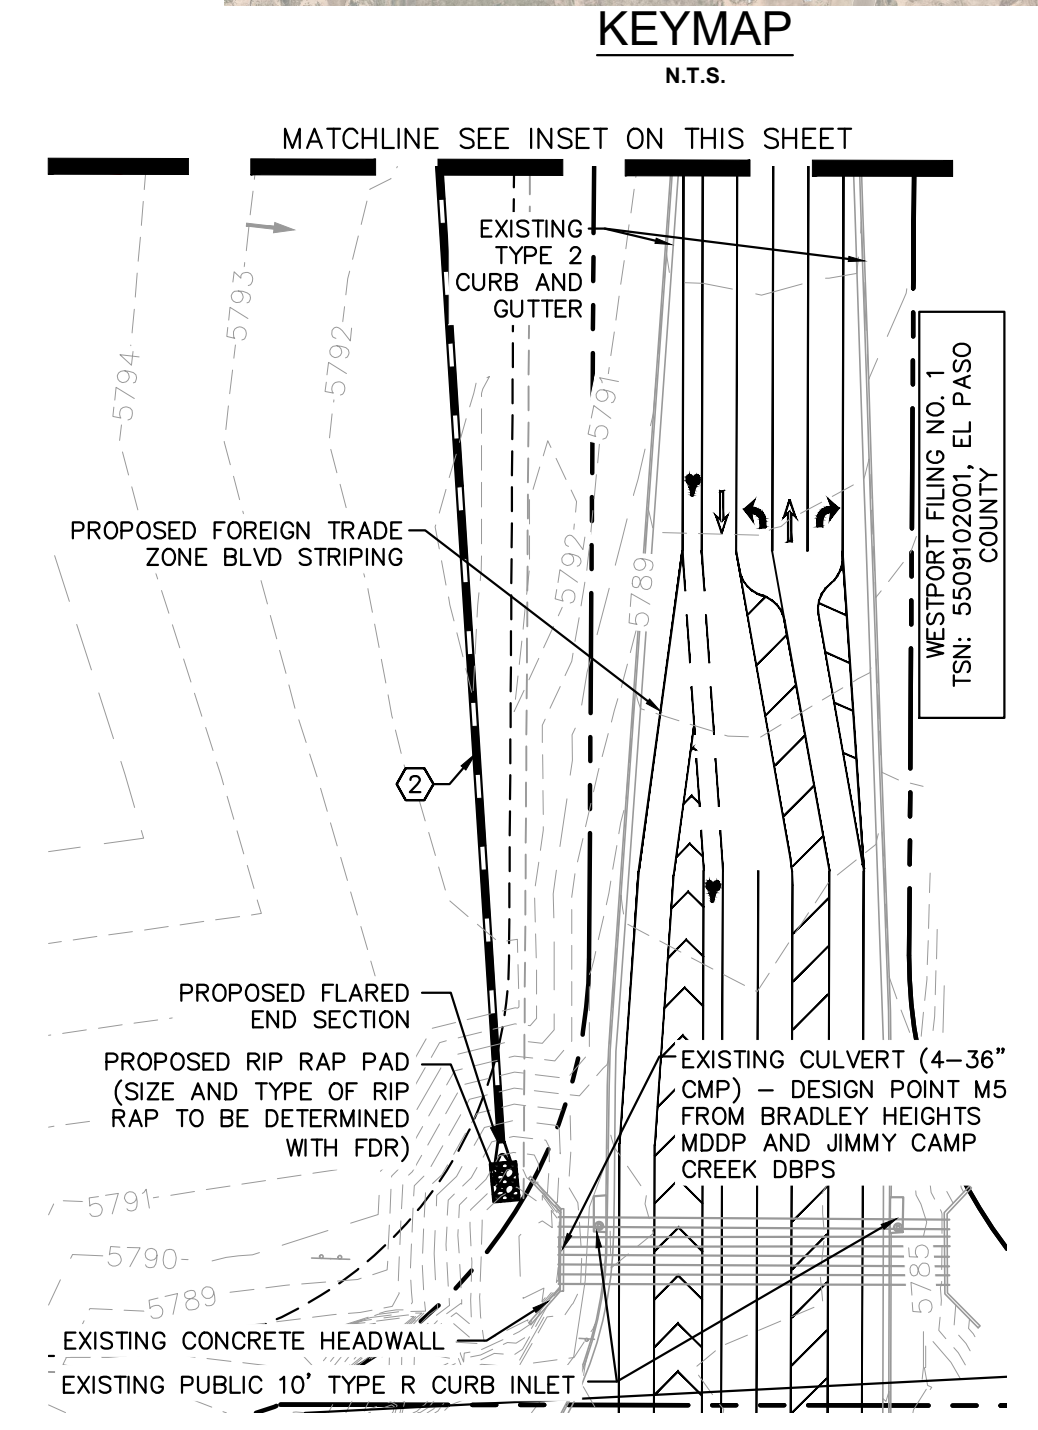 KEYMAP
N.T.S.
MATCHLINE SEE INSET ON THIS SHEET
EXISTING
TYPE 2
CURB AND
GUTTER
5794
5793
5792
5791
5792
5789
WESTPORT FILING NO. 1
TSN: 5509102001, EL PASO
COUNTY
PROPOSED FOREIGN TRADE
ZONE BLVD STRIPING
2
PROPOSED FLARED
END SECTION
PROPOSED RIP RAP PAD
(SIZE AND TYPE OF RIP
RAP TO BE DETERMINED
WITH FDR)
EXISTING CULVERT (4-36"
CMP) - DESIGN POINT M5
FROM BRADLEY HEIGHTS
MDDP AND JIMMY CAMP
CREEK DBPS
5791
5790
5789
5785
EXISTING CONCRETE HEADWALL
EXISTING PUBLIC 10' TYPE R CURB INLET